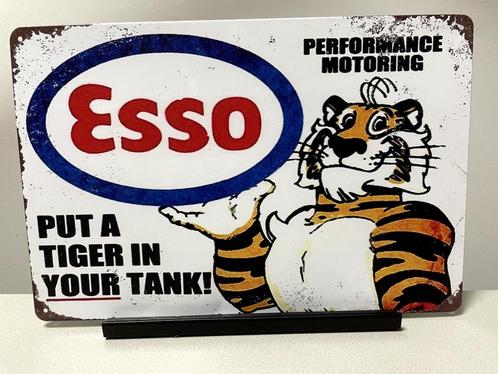 Esso
PERFORMANCE
MOTORING
PUT A
TIGER IN
YOUR TANK!